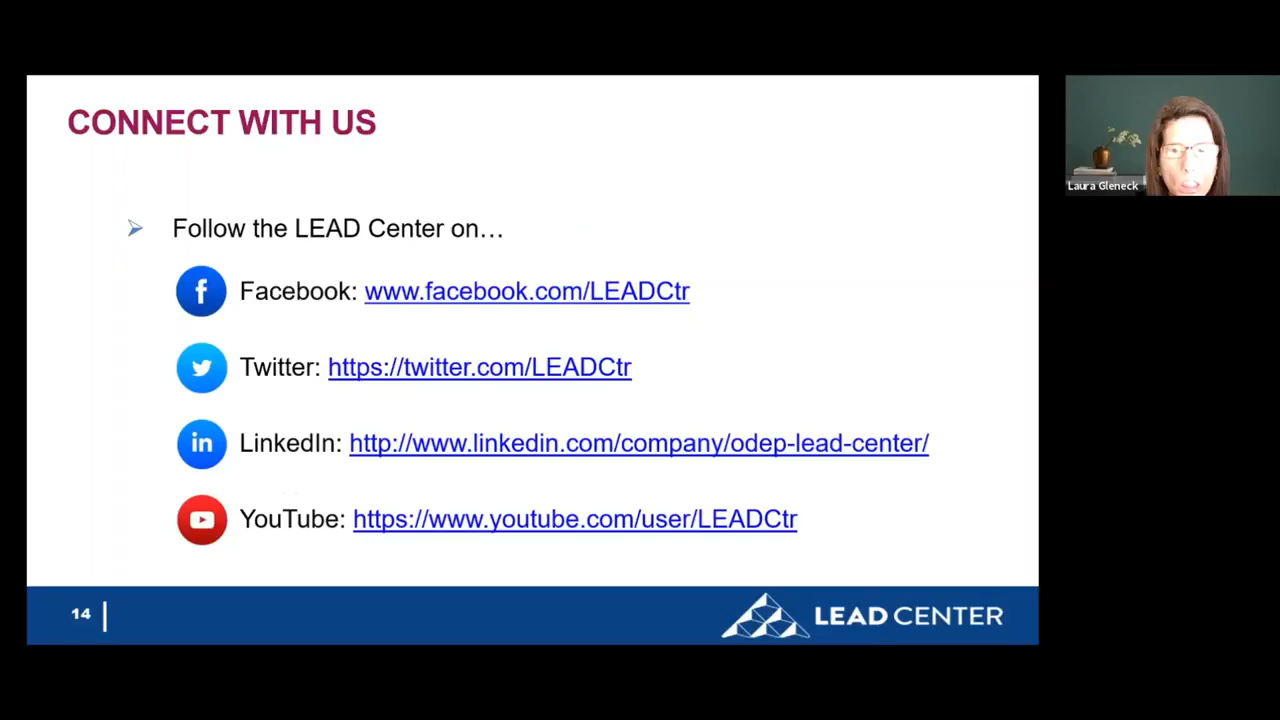 CONNECT WITH US
Follow the LEAD Center on…
f Facebook: www.facebook.com/LEADCtr
Twitter: https://twitter.com/LEADCtr
in LinkedIn: http://www.linkedin.com/company/odep-lead-center/
YouTube: https://www.youtube.com/user/LEADCtr
14
LEAD CENTER
Laura Gleneck